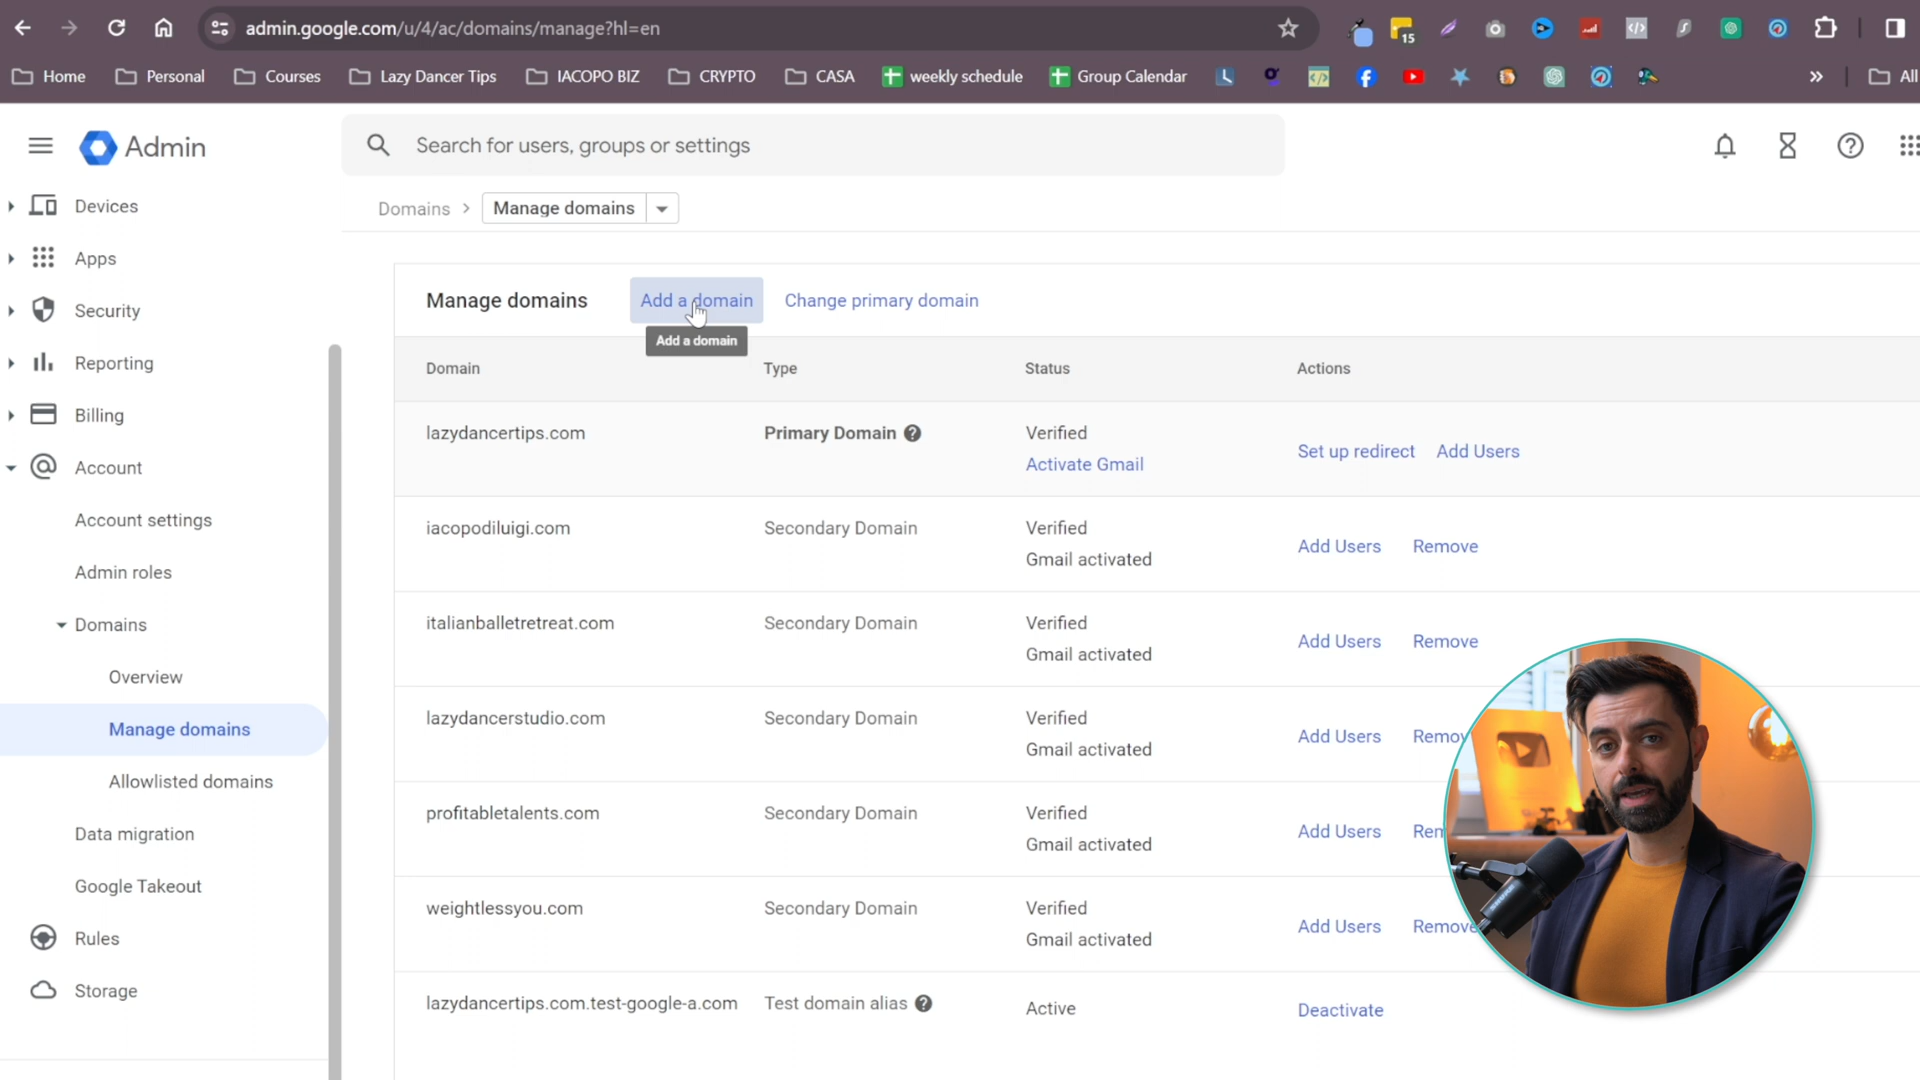 admin.google.com/u/4/ac/domains/manage?hl=en
15
Home
Personal
Courses
Lazy Dancer Tips
IACOPO BIZ
CRYPTO
CASA
weekly schedule
Group Calendar
All
Admin
Search for users, groups or settings
Devices
Apps
Security
Reporting
Billing
Account
Account settings
Admin roles
Domains
Overview
Manage domains
Allowlisted domains
Data migration
Google Takeout
Rules
Storage
Domains > Manage domains
Manage domains Add a domain Change primary domain
Add a domain
Domain Type Status Actions
lazydancertips.com Primary Domain Verified
Activate Gmail
Set up redirect Add Users
iacopodiluigi.com Secondary Domain Verified
Gmail activated
Add Users Remove
italianballetretreat.com Secondary Domain Verified
Gmail activated
Add Users Remove
lazydancerstudio.com Secondary Domain Verified
Gmail activated
Add Users Remov
profitabletalents.com Secondary Domain Verified
Gmail activated
Add Users Rem
weightlessyou.com Secondary Domain Verified
Gmail activated
Add Users Remove
lazydancertips.com.test-google-a.com Test domain alias Active Deactivate